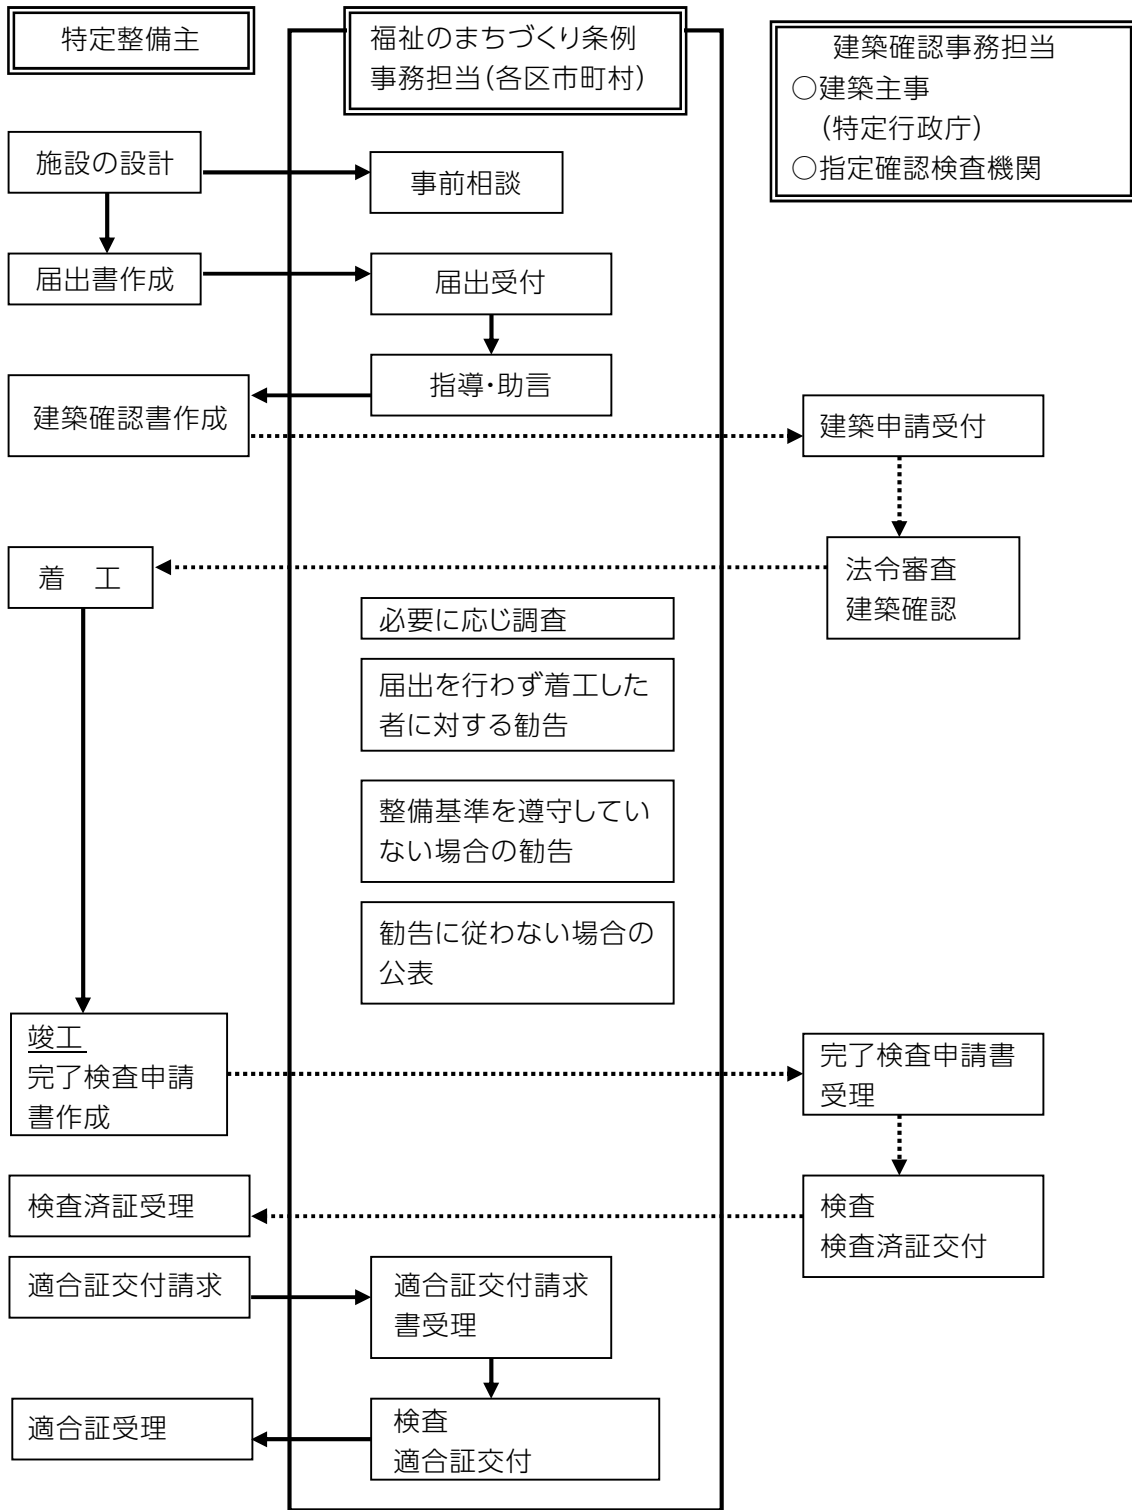 特定整備主
福祉のまちづくり条例
事務担当(各区市町村)
建築確認事務担当
○建築主事
(特定行政庁)
○指定確認検査機関
施設の設計
事前相談
届出書作成
届出受付
指導・助言
建築確認書作成
建築申請受付
着　工
法令審査
建築確認
必要に応じ調査
届出を行わず着工した
者に対する勧告
整備基準を遵守してい
ない場合の勧告
勧告に従わない場合の
公表
竣工
完了検査申請
書作成
完了検査申請書
受理
検査済証受理
検査
検査済証交付
適合証交付請求
適合証交付請求
書受理
適合証受理
検査
適合証交付